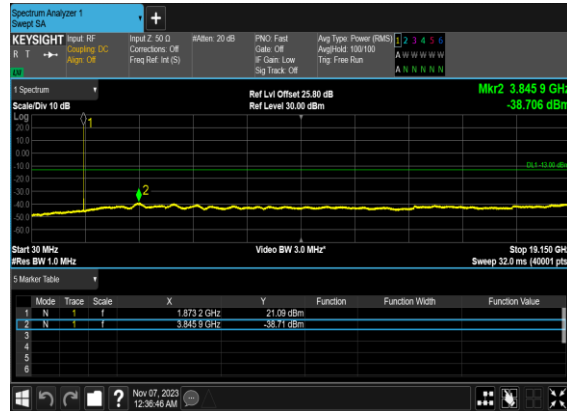 Spectrum Analyzer 1
Swept SA
+
KEYSIGHT Input: RF Input Z: 50 Ω #Atten: 20 dB PNO: Fast Avg Type: Power (RMS) 1 2 3 4 5 6
R T Coupling: DC Corrections: Off Gate: Off Avg|Hold: 100/100 A W W W W W
Align: Off Freq Ref: Int (S) IF Gain: Low Trig: Free Run
Sig Track: Off A N N N N N
1 Spectrum Ref Lvl Offset 25.80 dB Mkr2 3.845 9 GHz
Scale/Div 10 dB Ref Level 30.00 dBm -38.706 dBm
Log
20.0 1
10.0
0.00
-10.0 DL1 -13.00 dBm
-20.0
-30.0 2
-40.0
-50.0
-60.0
Start 30 MHz Video BW 3.0 MHz* Stop 19.150 GHz
#Res BW 1.0 MHz Sweep 32.0 ms (40001 pts)
5 Marker Table
Mode Trace Scale X Y Function Function Width Function Value
1 N 1 f 1.873 2 GHz 21.09 dBm
2 N 1 f 3.845 9 GHz -38.71 dBm
3
4
5
6
? Nov 07, 2023
12:36:46 AM